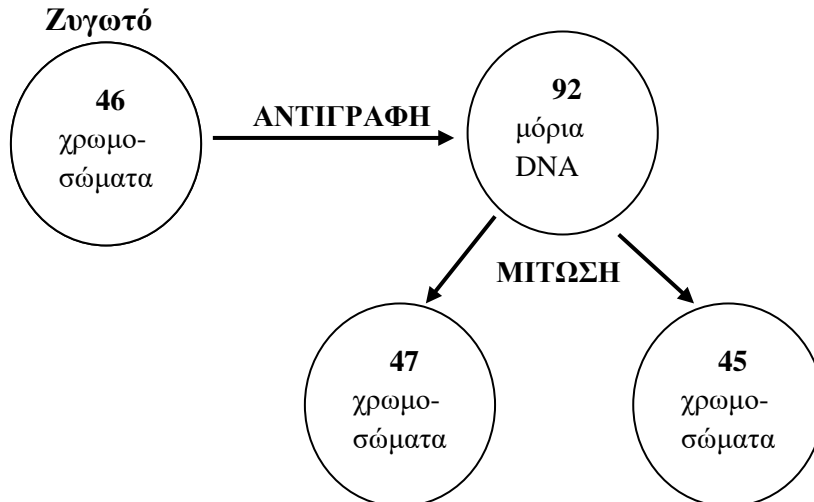 Ζυγωτό
46
χρωμο-
σώματα
ΑΝΤΙΓΡΑΦΗ
92
μόρια
DNA
ΜΙΤΩΣΗ
47
χρωμο-
σώματα
45
χρωμο-
σώματα